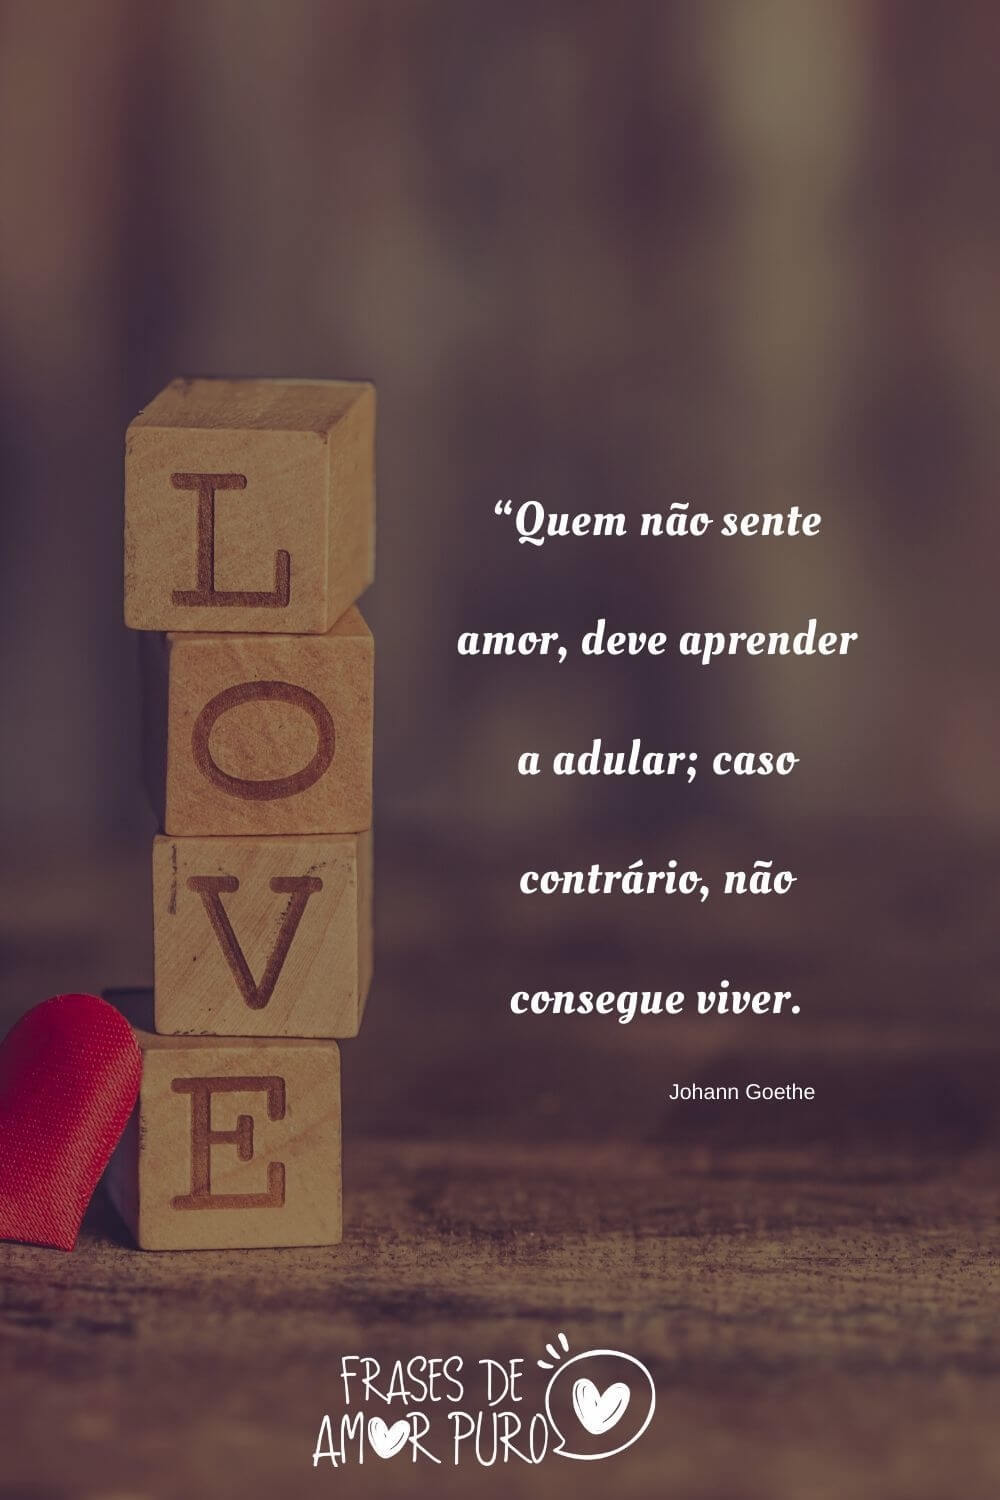 L
O
V
E
“Quem não sente
amor, deve aprender
a adular; caso
contrário, não
consegue viver.
Johann Goethe
FRASES DE
AMOR PURO